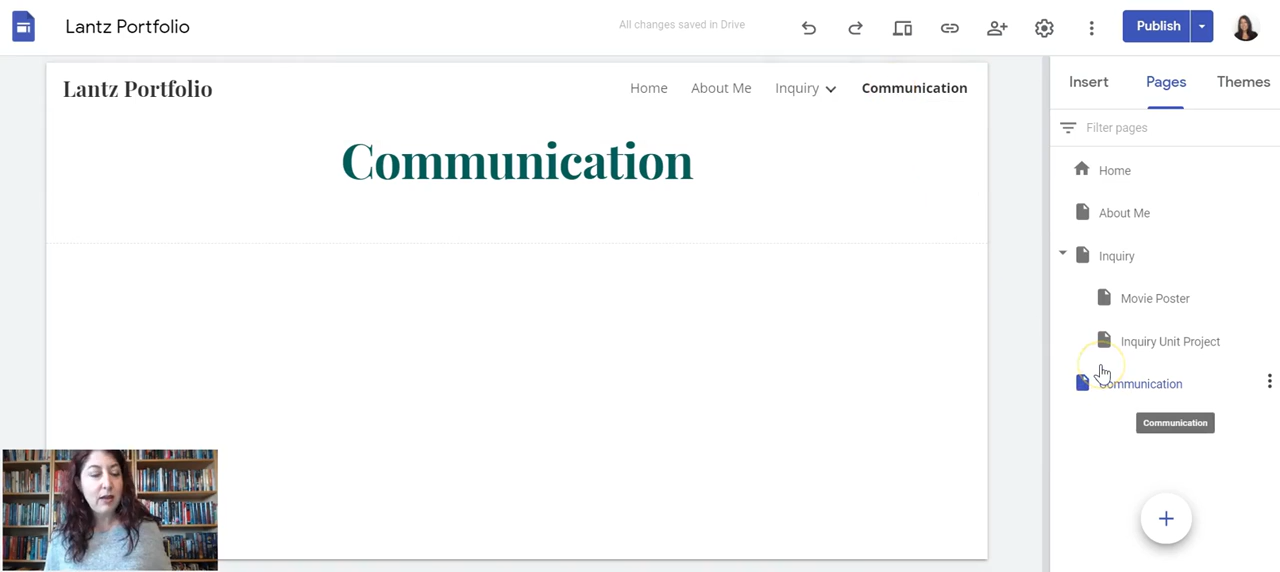 Lantz Portfolio
All changes saved in Drive
Publish
Lantz Portfolio
Home About Me Inquiry Communication
Communication
Insert Pages Themes
Filter pages
Home
About Me
Inquiry
Movie Poster
Inquiry Unit Project
Communication
Communication